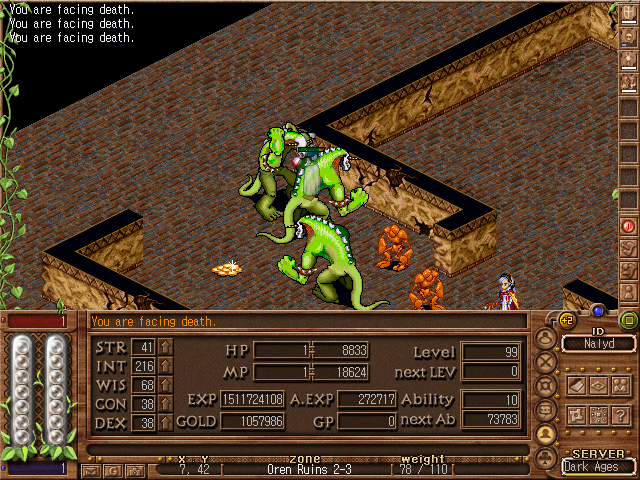 You are facing death.
You are facing death.
You are facing death.
1 You are facing death. +2 ID
Nalyd
STR 41 HP 1 8833 Level 99
INT 216 MP 1 18624 next LEV 0
WIS 68
CON 38 EXP 1511724108 A.EXP 272717 Ability 10
DEX 38 GOLD 1057986 GP 0 next Ab 73783
G ?
X Y zone weight SERVER
1 7, 42 Oren Ruins 2-3 78 / 110 Dark Ages